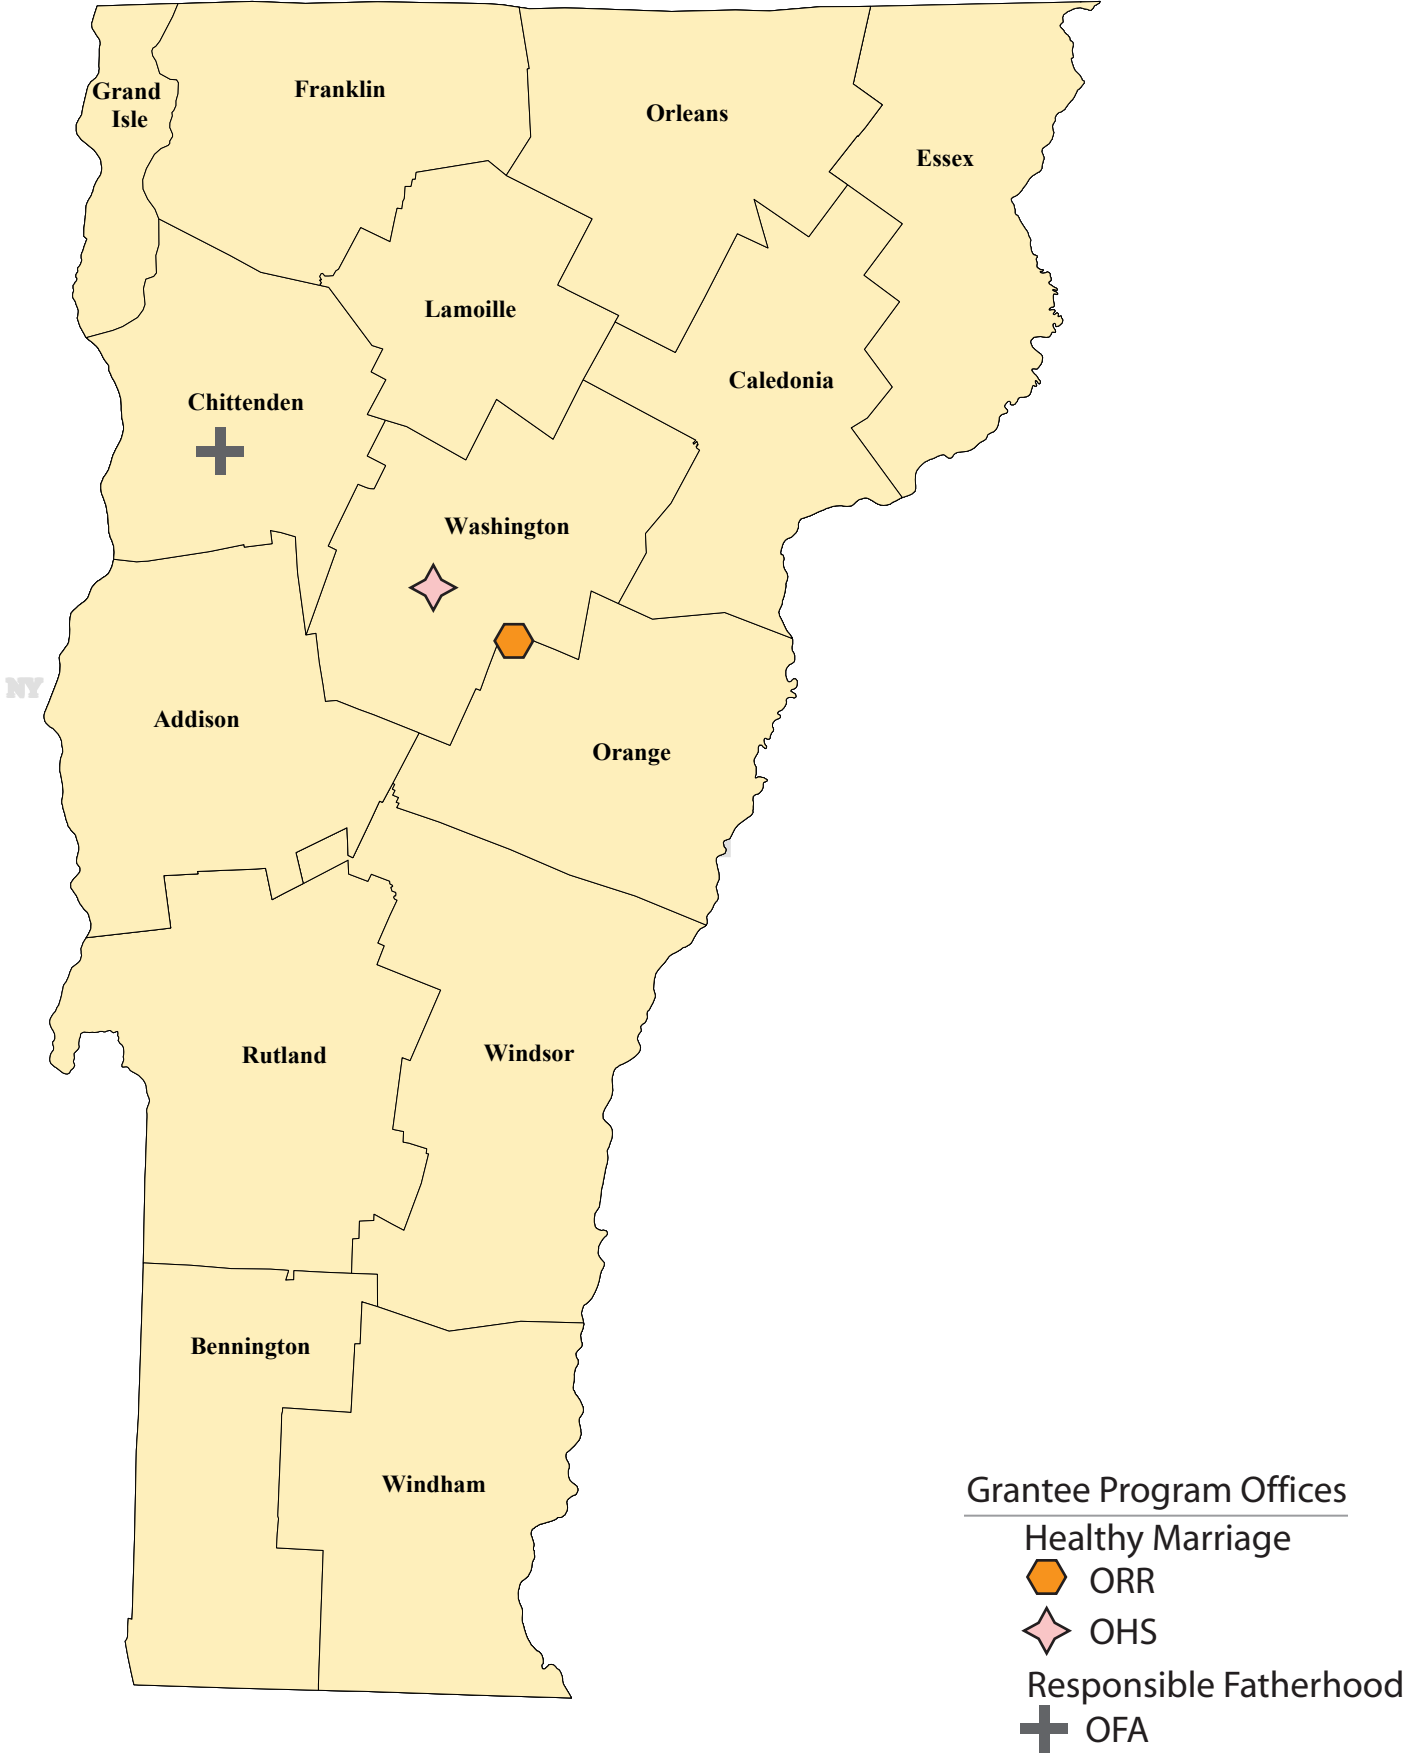 Grand
Isle
Franklin
Orleans
Essex
Lamoille
Caledonia
Chittenden
Washington
NY
Addison
Orange
Rutland
Windsor
Bennington
Windham
Grantee Program Offices
Healthy Marriage
ORR
OHS
Responsible Fatherhood
OFA